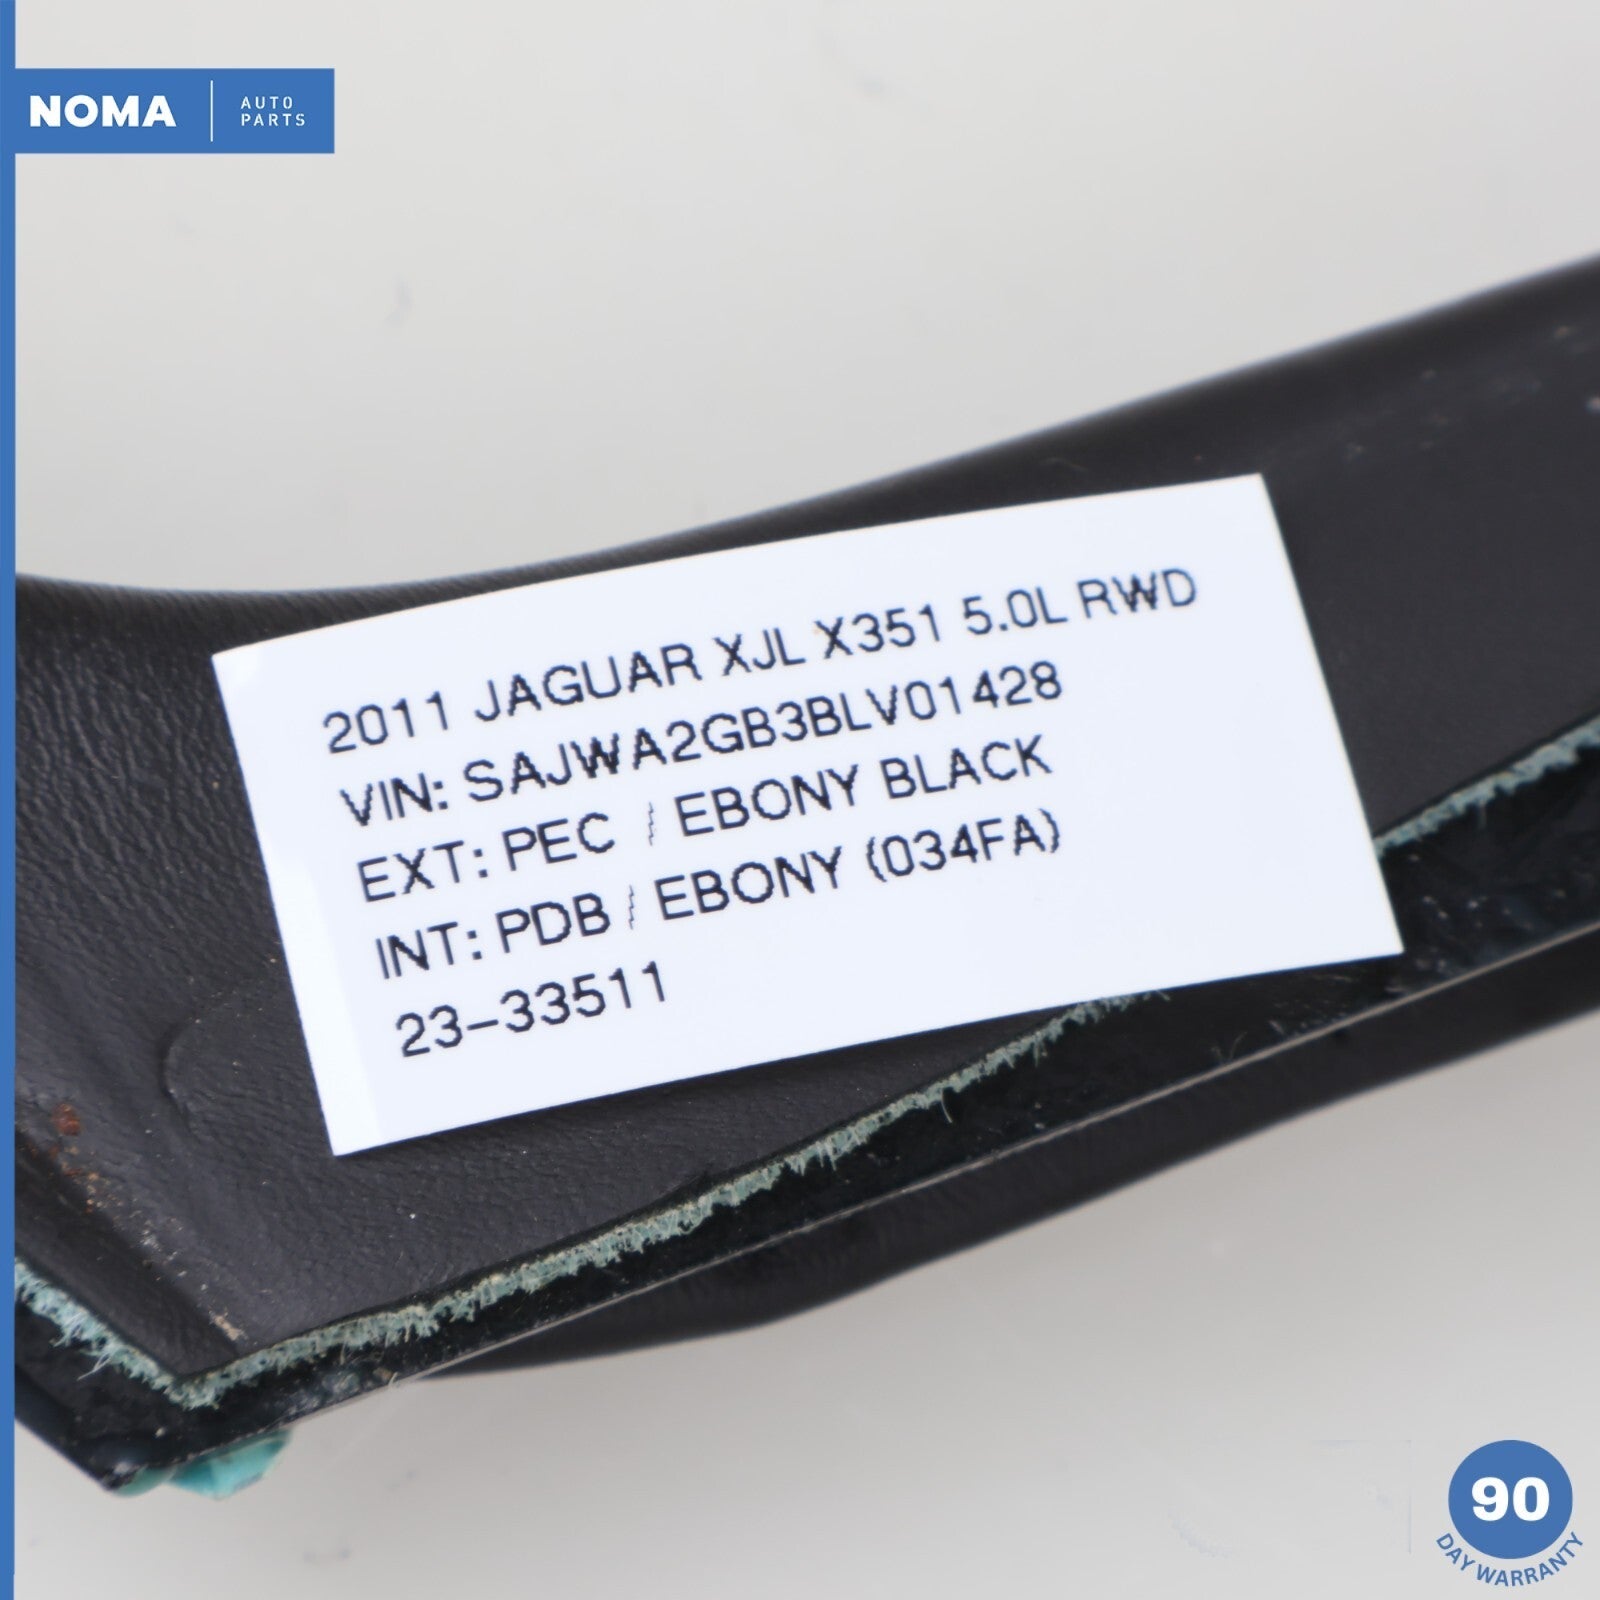 NOMA
AUTO
PARTS
2011 JAGUAR XJL X351 5.0L RWD
VIN: SAJWA2GB3BLV01428
EXT: PEC / EBONY BLACK
INT: PDB / EBONY (034FA)
23-33511
90
DAY WARRANTY